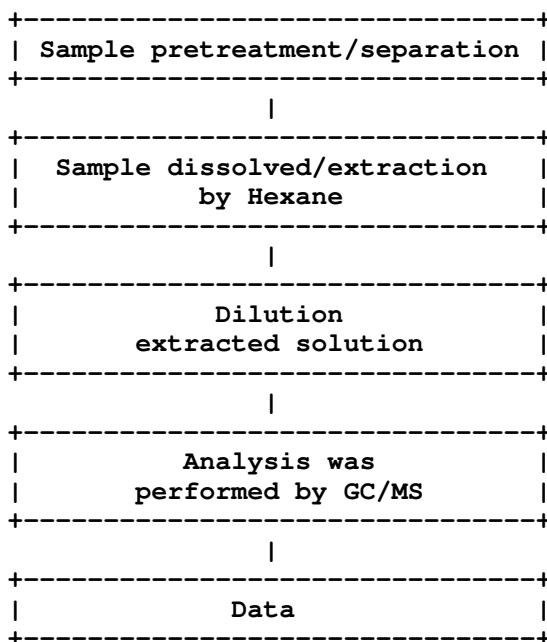 Sample pretreatment/separation
Sample dissolved/extraction
by Hexane
Dilution
extracted solution
Analysis was
performed by GC/MS
Data